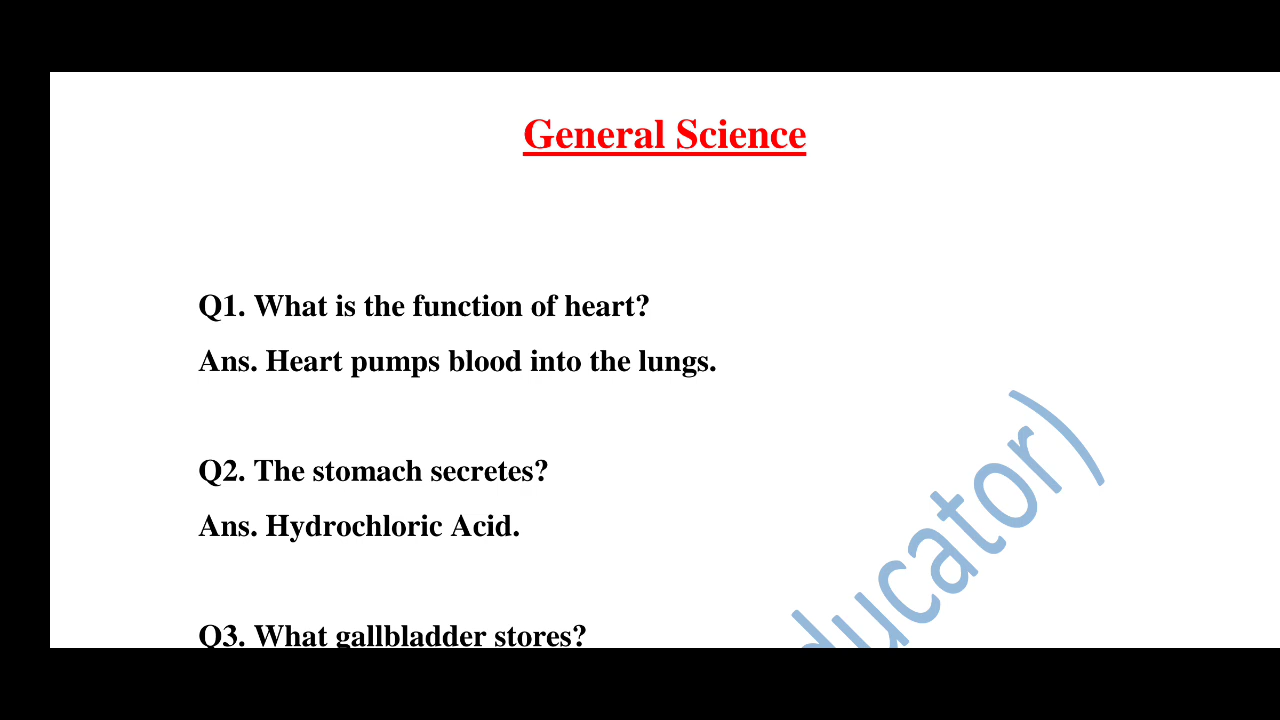 General Science
Q1. What is the function of heart?
Ans. Heart pumps blood into the lungs.
Q2. The stomach secretes?
Ans. Hydrochloric Acid.
Q3. What gallbladder stores?
ducator)